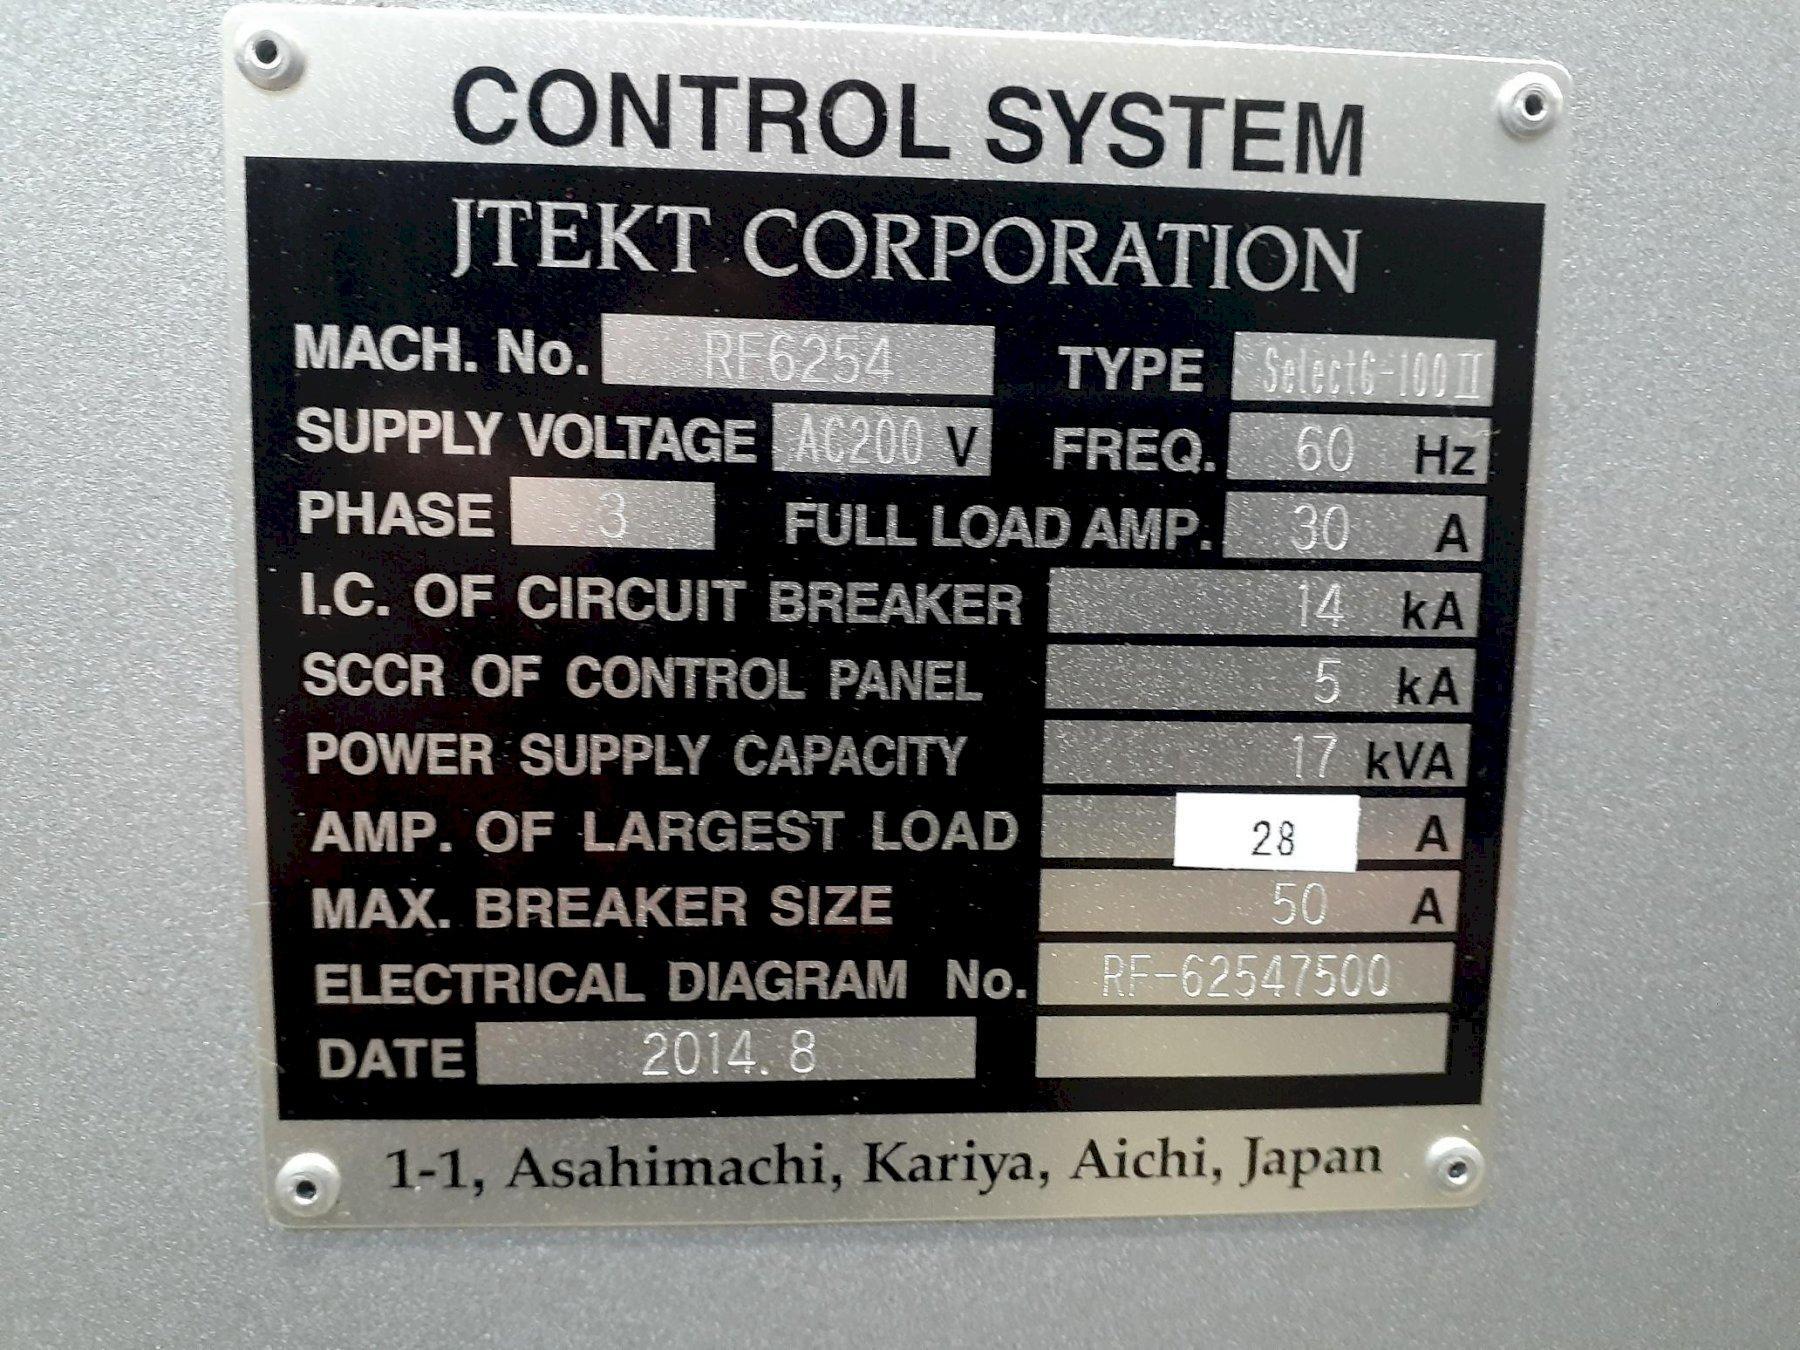 CONTROL SYSTEM
JTEKT CORPORATION
MACH. No. RF6254 TYPE SelectG-100Ⅱ
SUPPLY VOLTAGE AC200 V FREQ. 60 Hz
PHASE 3 FULL LOAD AMP. 30 A
I.C. OF CIRCUIT BREAKER 14 kA
SCCR OF CONTROL PANEL 5 kA
POWER SUPPLY CAPACITY 17 kVA
AMP. OF LARGEST LOAD 28 A
MAX. BREAKER SIZE 50 A
ELECTRICAL DIAGRAM No. RF-62547500
DATE 2014. 8
1-1, Asahimachi, Kariya, Aichi, Japan